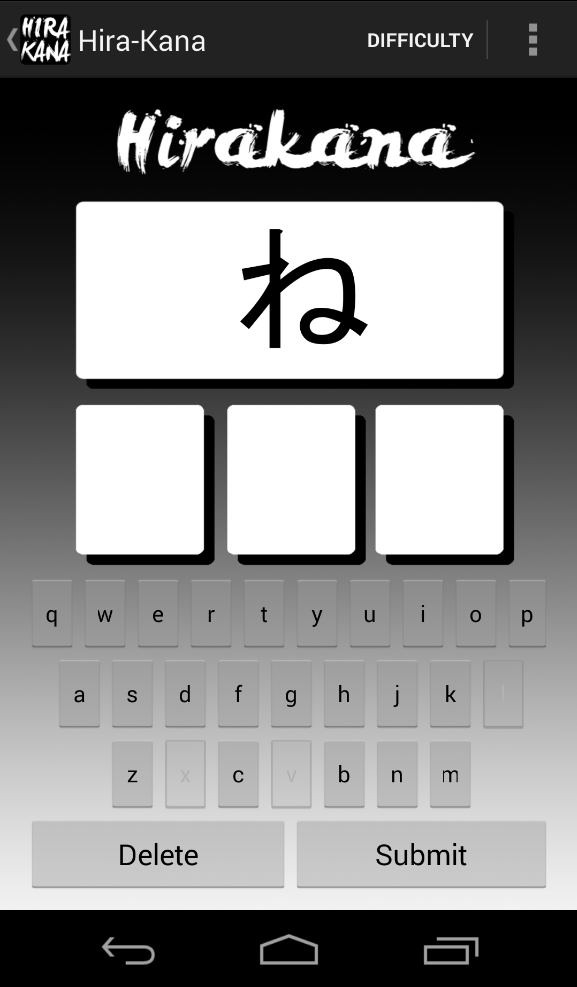 HIRA
KANA
Hira-Kana
DIFFICULTY
Hirakana
ね
q w e r t y u i o p
a s d f g h j k l
z x c v b n m
Delete Submit